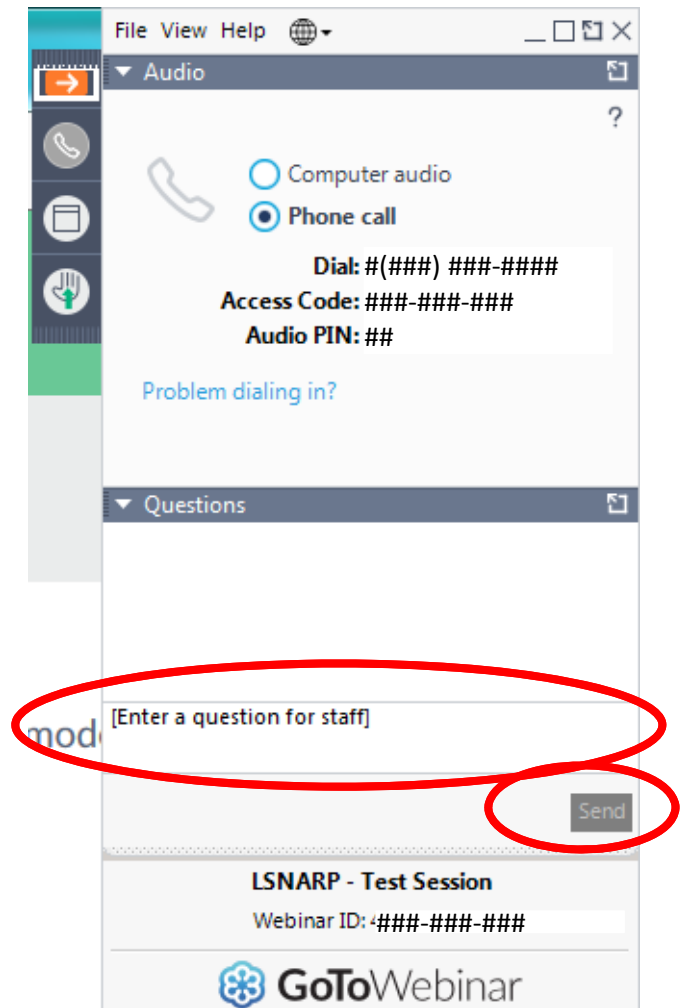 File View Help
Audio
?
Computer audio
Phone call
Dial: #(###) ###-####
Access Code: ###-###-###
Audio PIN: ##
Problem dialing in?
Questions
[Enter a question for staff]
mod
Send
LSNARP - Test Session
Webinar ID: ###-###-###
GoToWebinar